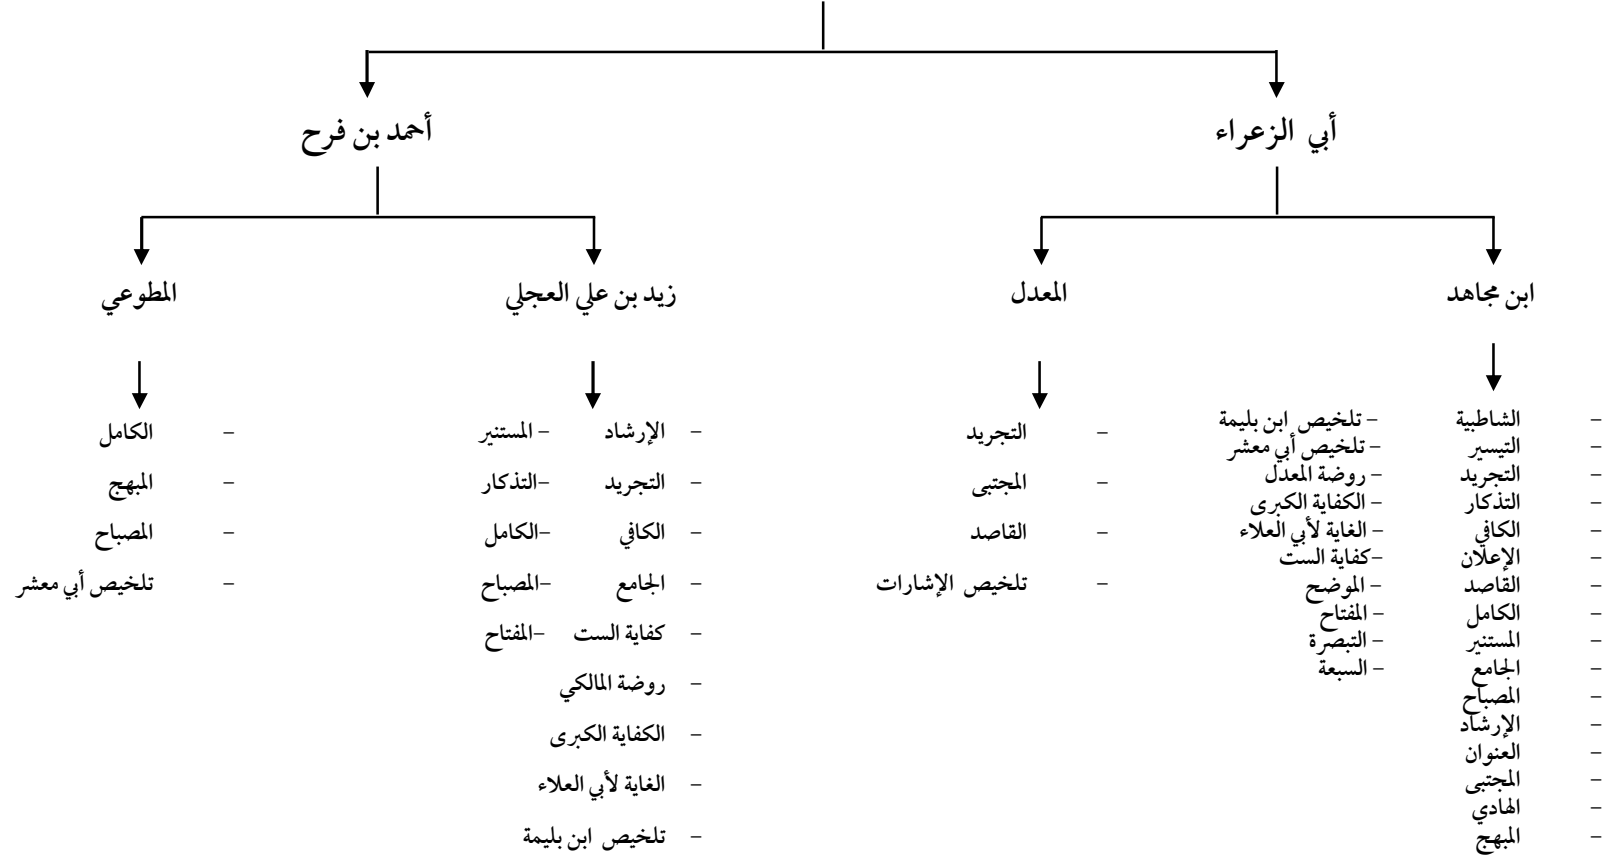 أبي الزعراء
أحمد بن فرح
ابن مجاهد
المعدل
زيد بن علي العجلي
المطوعي
– الشاطبية – تلخيص ابن بليمة
– التيسير – تلخيص أبي معشر
– التجريد – روضة المعدل
– التذكار – الكفاية الكبرى
– الكافي – الغاية لأبي العلاء
– الإعلان –كفاية الست
– القاصد – الموضح
– الكامل – المفتاح
– المستنير – التبصرة
– الجامع – السبعة
– المصباح
– الإرشاد
– العنوان
– المجتبى
– الهادي
– المبهج
– التجريد
– المجتبى
– القاصد
– تلخيص الإشارات
– الإرشاد – المستنير
– التجريد –التذكار
– الكافي –الكامل
– الجامع –المصباح
– كفاية الست –المفتاح
– روضة المالكي
– الكفاية الكبرى
– الغاية لأبي العلاء
– تلخيص ابن بليمة
– الكامل
– المبهج
– المصباح
– تلخيص أبي معشر